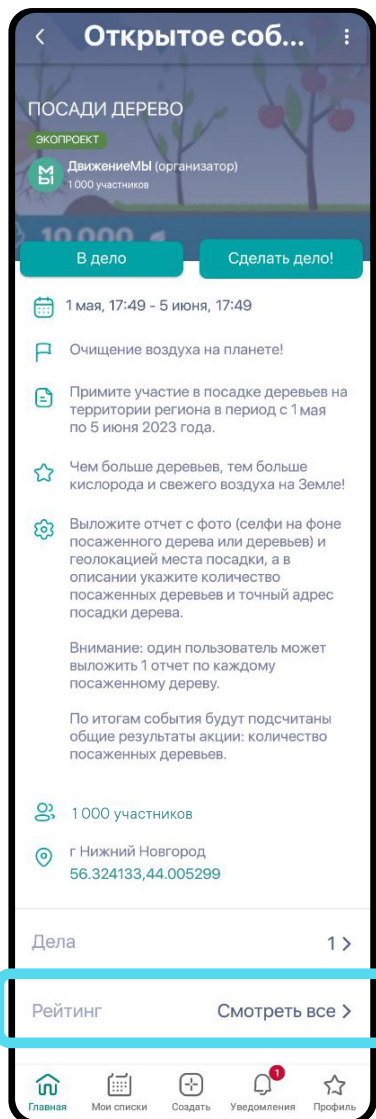 Открытое соб...
ПОСАДИ ДЕРЕВО
ЭКОПРОЕКТ
МЫ
ДвижениеМЫ (организатор)
1 000 участников
10 000
В дело
Сделать дело!
1 мая, 17:49 - 5 июня, 17:49
Очищение воздуха на планете!
Примите участие в посадке деревьев на
территории региона в период с 1 мая
по 5 июня 2023 года.
Чем больше деревьев, тем больше
кислорода и свежего воздуха на Земле!
Выложите отчет с фото (селфи на фоне
посаженного дерева или деревьев) и
геолокацией места посадки, а в
описании укажите количество
посаженных деревьев и точный адрес
посадки дерева.
Внимание: один пользователь может
выложить 1 отчет по каждому
посаженному дереву.
По итогам события будут подсчитаны
общие результаты акции: количество
посаженных деревьев.
1 000 участников
г Нижний Новгород
56.324133,44.005299
Дела 1
Рейтинг Смотреть все
1
Главная Мои списки Создать Уведомления Профиль